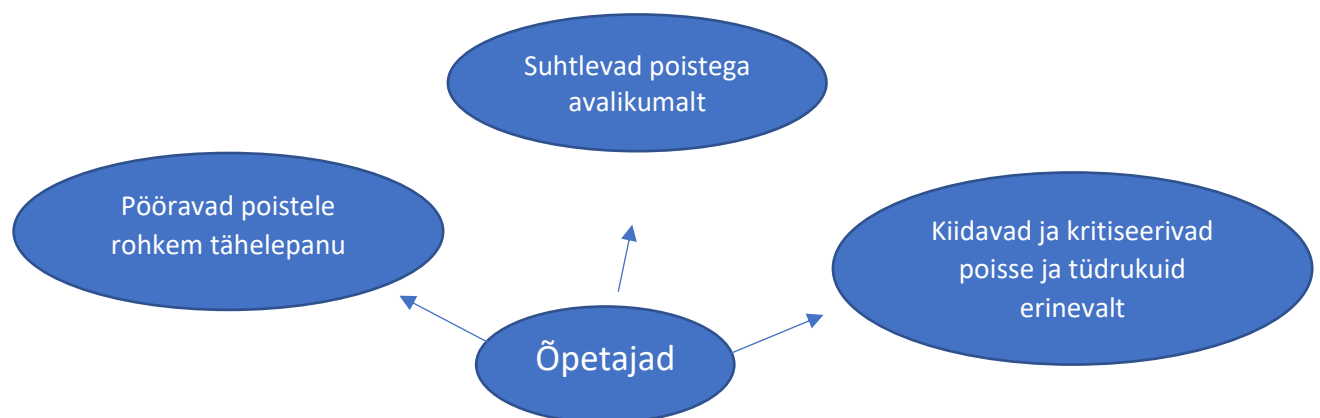 Suhtlevad poistega
avalikumalt
Pööravad poistele
rohkem tähelepanu
Kiidavad ja kritiseerivad
poisse ja tüdrukuid
erinevalt
Õpetajad